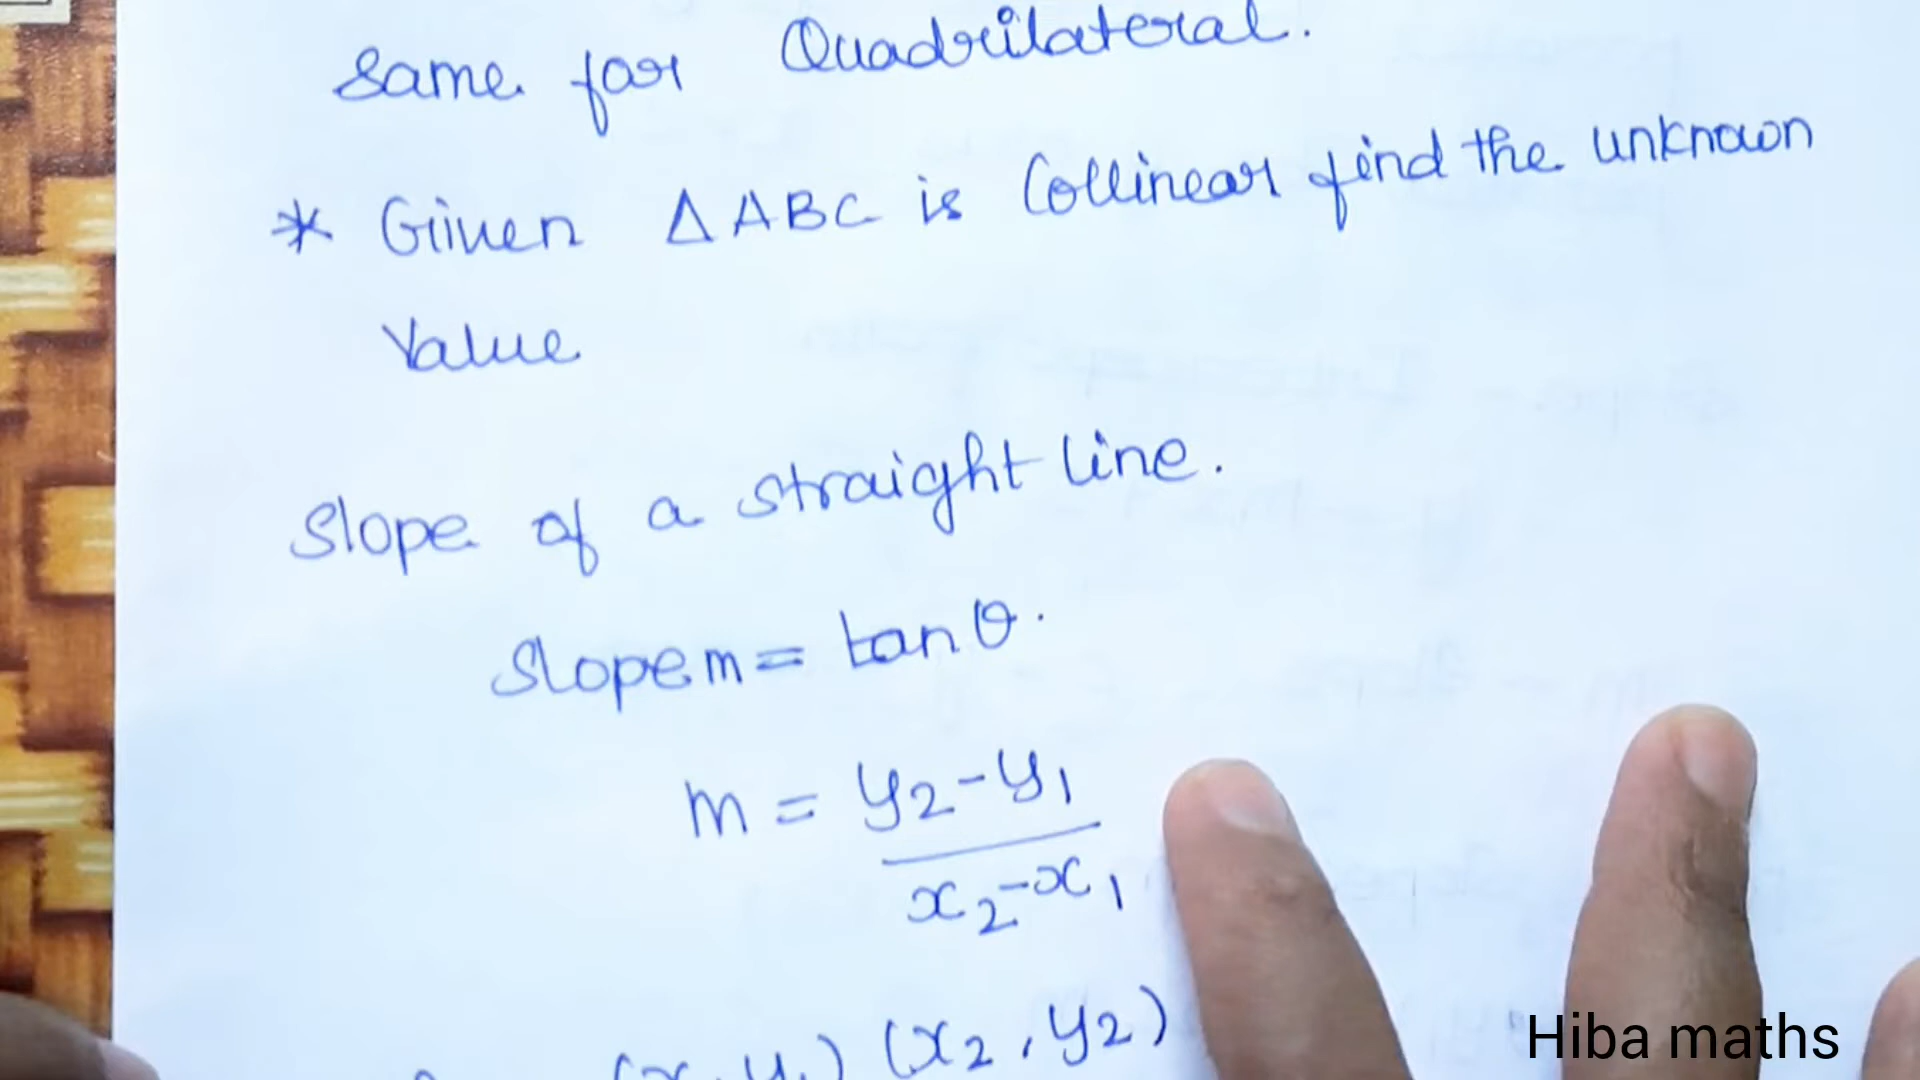 Same for Quadrilateral.
* Given Δ ABC is Collinear find the unknown
Value
Slope of a straight line.
Slope m = tan θ.
m = y₂ - y₁
x₂ - x₁
(x₂, y₂)
Hiba maths